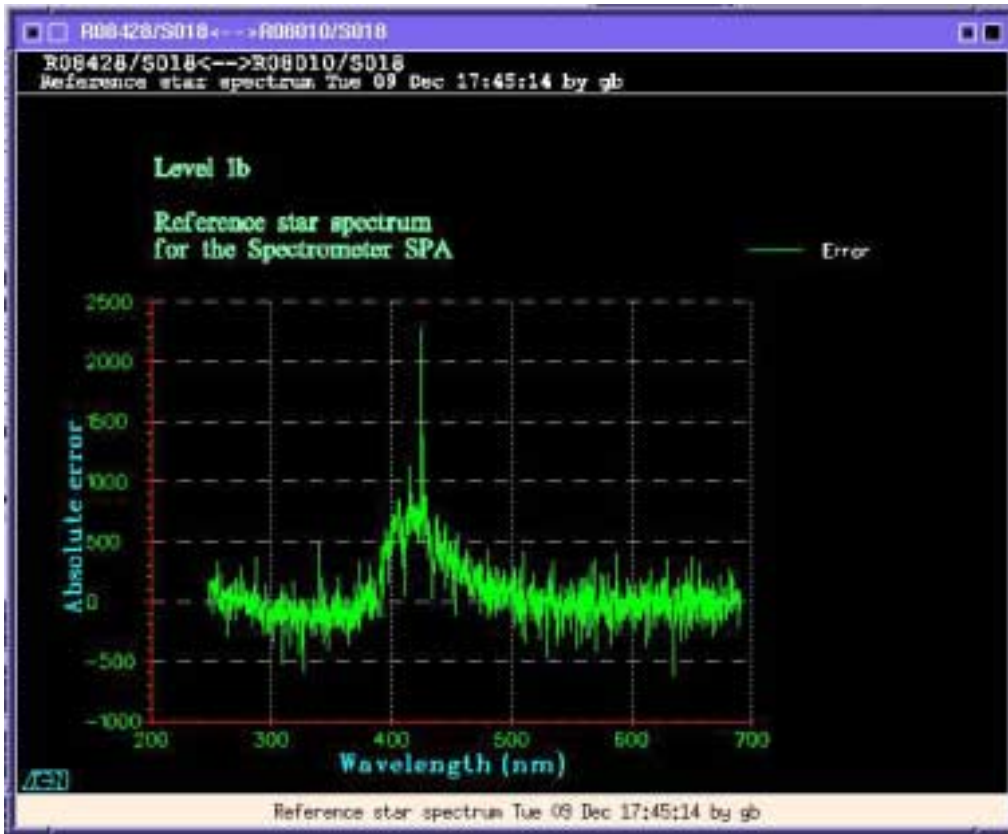 R08428/S018<-->R08010/S018
R08428/S018<-->R08010/S018
Reference star spectrum Tue 09 Dec 17:45:14 by gb
Level 1b
Reference star spectrum
for the Spectrometer SPA
Error
2500
2000
1500
1000
500
0
-500
-1000
Absolute error
200 300 400 500 600 700
Wavelength (nm)
Reference star spectrum Tue 09 Dec 17:45:14 by gb